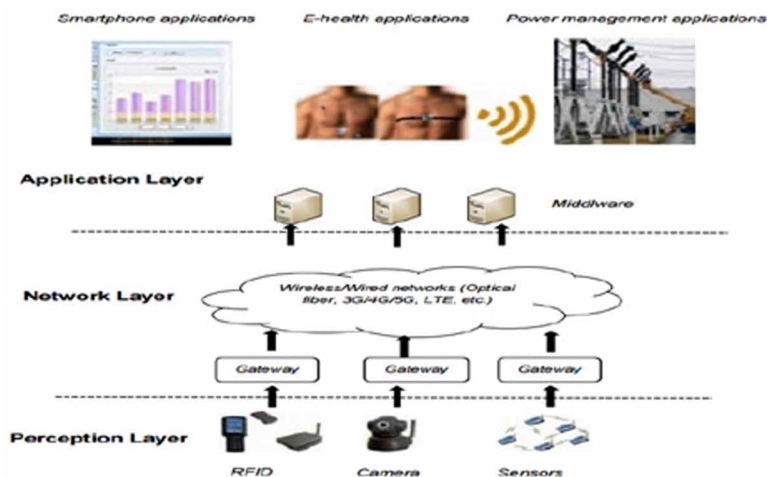 Smartphone applications
E-health applications
Power management applications
Application Layer
Middlware
Network Layer
Wireless/Wired networks (Optical
fiber, 3G/4G/5G, LTE, etc.)
Gateway
Gateway
Gateway
Perception Layer
RFID
Camera
Sensors